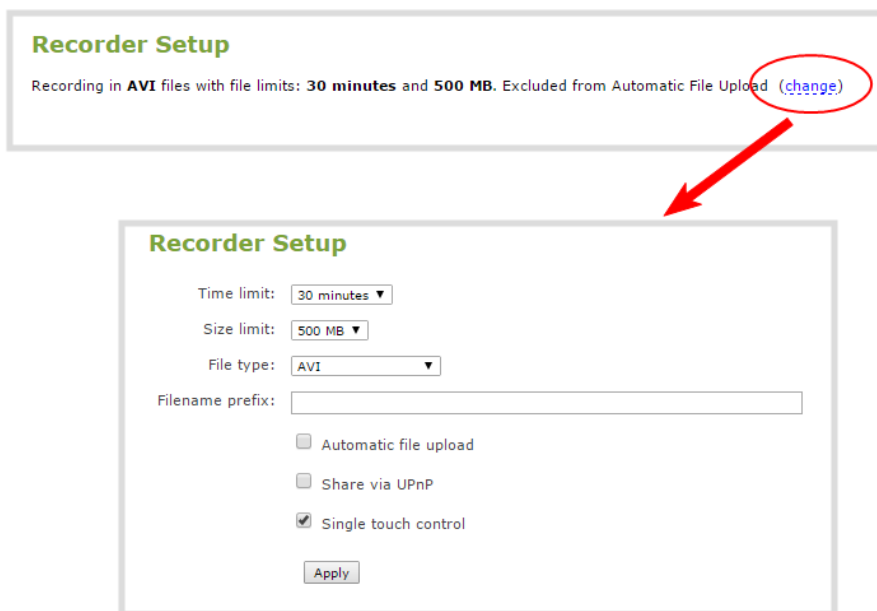 Recorder Setup
Recording in AVI files with file limits: 30 minutes and 500 MB. Excluded from Automatic File Upload (change)
Recorder Setup
Time limit: 30 minutes ▼
Size limit: 500 MB ▼
File type: AVI ▼
Filename prefix:
Automatic file upload
Share via UPnP
Single touch control
Apply